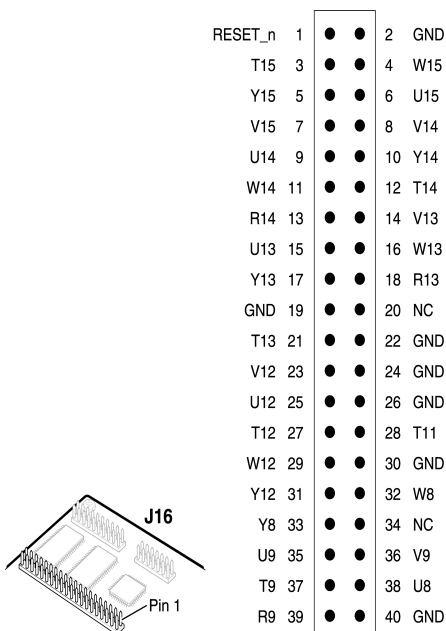 RESET_n 1 2 GND
T15 3 4 W15
Y15 5 6 U15
V15 7 8 V14
U14 9 10 Y14
W14 11 12 T14
R14 13 14 V13
U13 15 16 W13
Y13 17 18 R13
GND 19 20 NC
T13 21 22 GND
V12 23 24 GND
U12 25 26 GND
T12 27 28 T11
W12 29 30 GND
Y12 31 32 W8
Y8 33 34 NC
U9 35 36 V9
T9 37 38 U8
R9 39 40 GND
J16
Pin 1